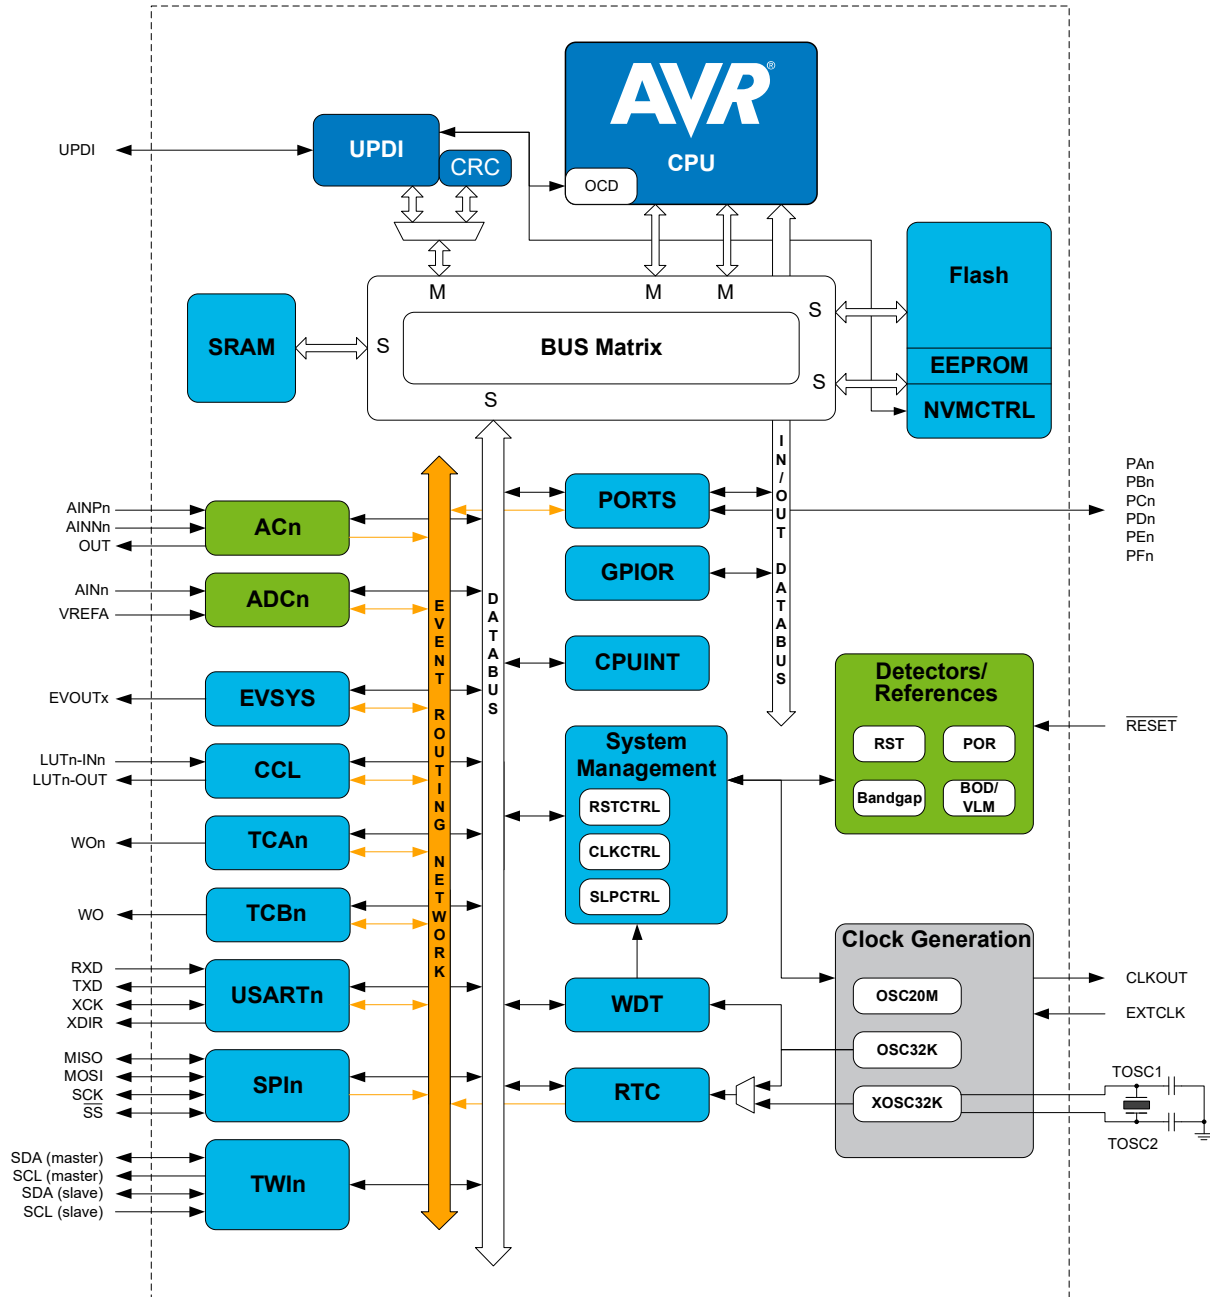 AVR®
CPU
OCD
UPDI
UPDI
CRC
M
M
M
S
S
S
S
BUS Matrix
SRAM
Flash
EEPROM
NVMCTRL
IN/OUT DATABUS
DATABUS
EVENT ROUTING NETWORK
PAn
PBn
PCn
PDn
PEn
PFn
AINPn
AINNn
OUT
ACn
PORTS
AINn
VREFA
ADCn
GPIOR
EVOUTx
EVSYS
CPUINT
LUTn-INn
LUTn-OUT
CCL
System
Management
RSTCTRL
CLKCTRL
SLPCTRL
Detectors/
References
RST
POR
Bandgap
BOD/
VLM
RESET
WOn
TCAn
WO
TCBn
RXD
TXD
XCK
XDIR
USARTn
WDT
Clock Generation
OSC20M
OSC32K
XOSC32K
CLKOUT
EXTCLK
TOSC1
TOSC2
MISO
MOSI
SCK
SS
SPIn
RTC
SDA (master)
SCL (master)
SDA (slave)
SCL (slave)
TWIn